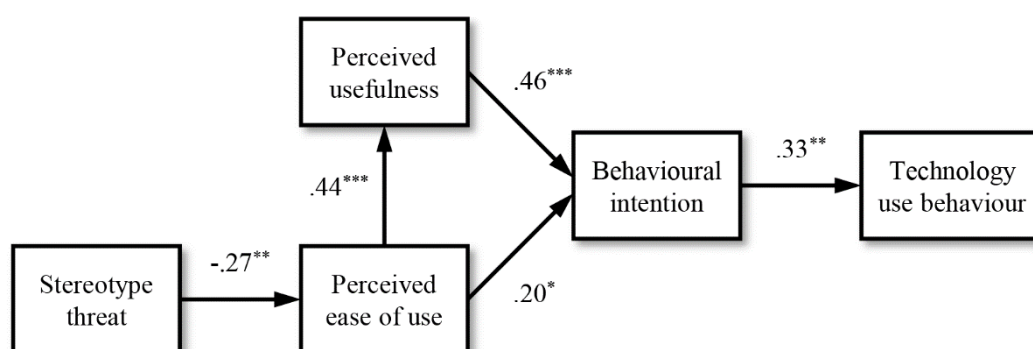 Perceived
usefulness
.46***
.33**
Behavioural
intention
Technology
use behaviour
.44***
-.27**
Stereotype
threat
Perceived
ease of use
.20*